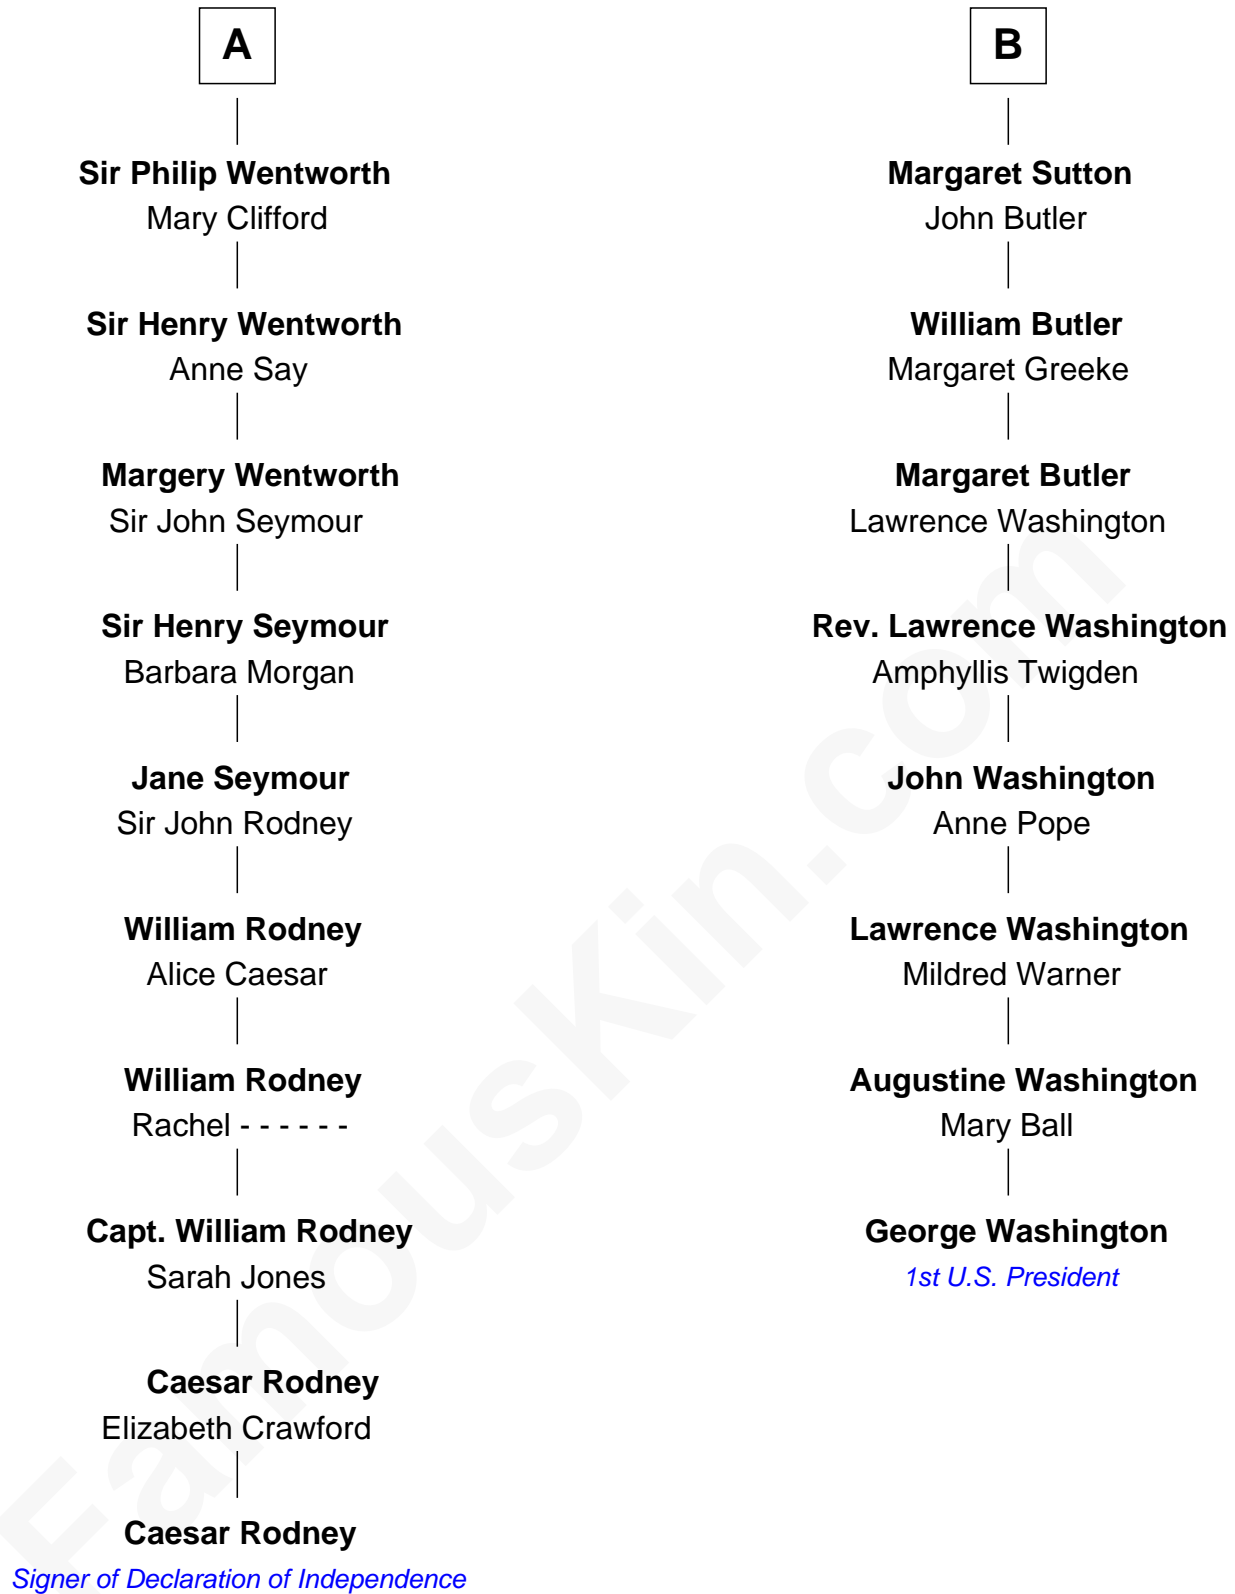 A
Sir Philip Wentworth
Mary Clifford
Sir Henry Wentworth
Anne Say
Margery Wentworth
Sir John Seymour
Sir Henry Seymour
Barbara Morgan
Jane Seymour
Sir John Rodney
William Rodney
Alice Caesar
William Rodney
Rachel - - - - - -
Capt. William Rodney
Sarah Jones
Caesar Rodney
Elizabeth Crawford
Caesar Rodney
Signer of Declaration of Independence
B
Margaret Sutton
John Butler
William Butler
Margaret Greeke
Margaret Butler
Lawrence Washington
Rev. Lawrence Washington
Amphyllis Twigden
John Washington
Anne Pope
Lawrence Washington
Mildred Warner
Augustine Washington
Mary Ball
George Washington
1st U.S. President
FamousKin.com